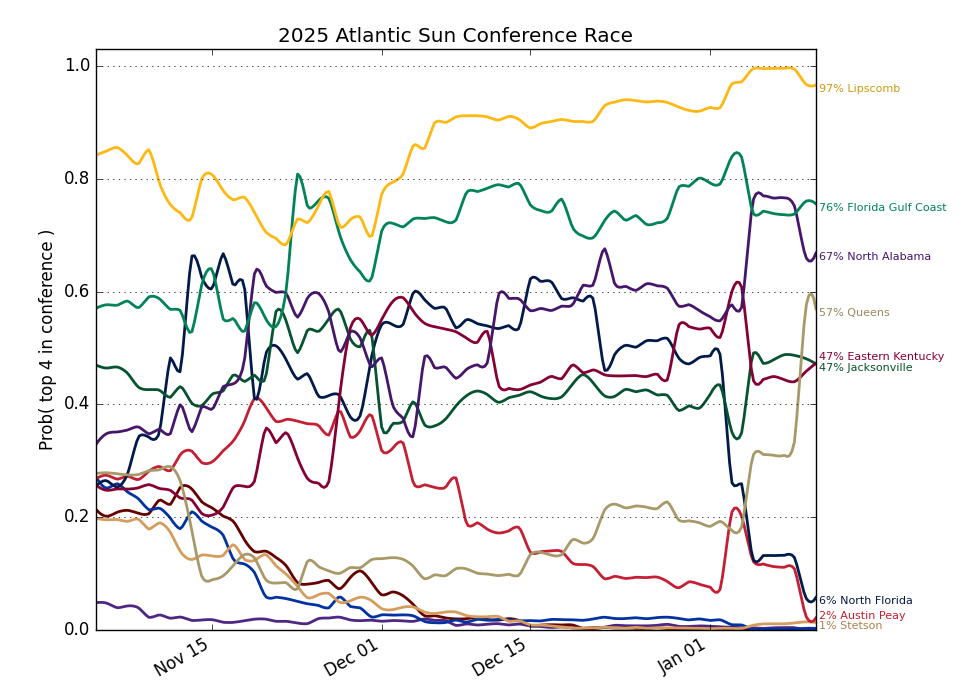 2025 Atlantic Sun Conference Race
Prob( top 4 in conference )
1.0
0.8
0.6
0.4
0.2
0.0
Nov 15
Dec 01
Dec 15
Jan 01
97% Lipscomb
76% Florida Gulf Coast
67% North Alabama
57% Queens
47% Eastern Kentucky
47% Jacksonville
6% North Florida
2% Austin Peay
1% Stetson